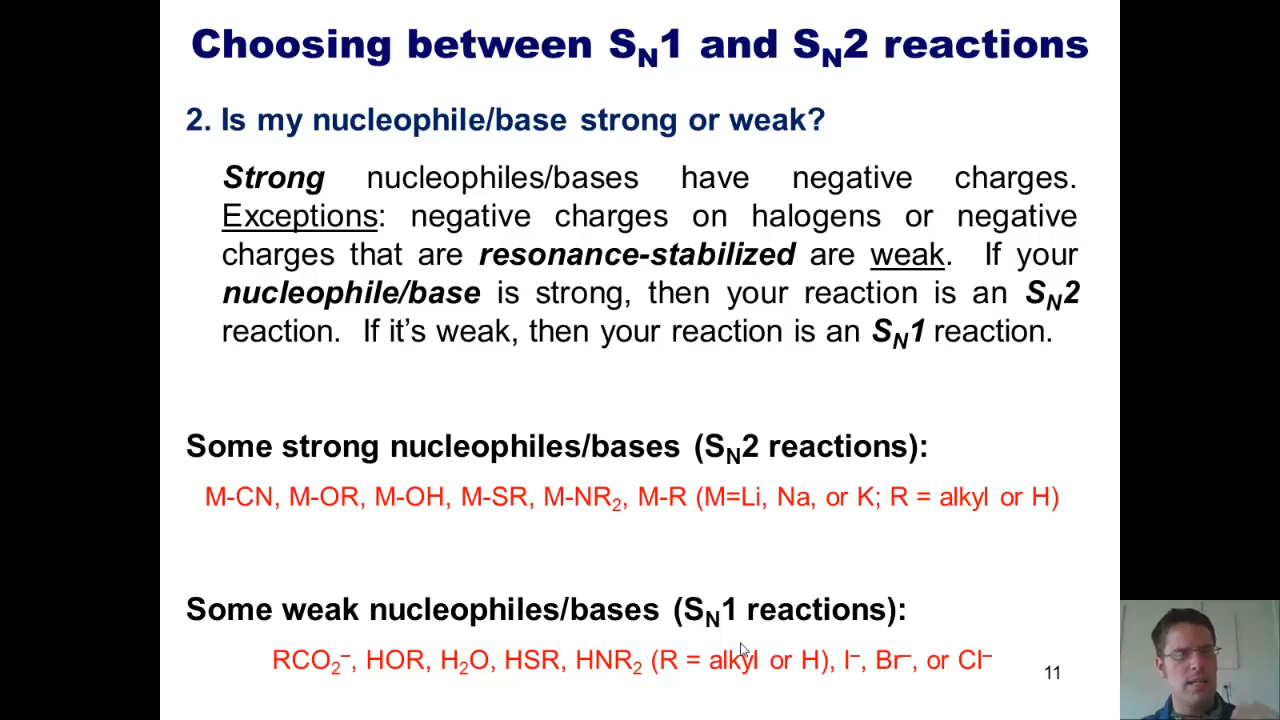 Choosing between SN1 and SN2 reactions
2. Is my nucleophile/base strong or weak?
Strong nucleophiles/bases have negative charges.
Exceptions: negative charges on halogens or negative
charges that are resonance-stabilized are weak. If your
nucleophile/base is strong, then your reaction is an SN2
reaction. If it’s weak, then your reaction is an SN1 reaction.
Some strong nucleophiles/bases (SN2 reactions):
M-CN, M-OR, M-OH, M-SR, M-NR2, M-R (M=Li, Na, or K; R = alkyl or H)
Some weak nucleophiles/bases (SN1 reactions):
RCO2–, HOR, H2O, HSR, HNR2 (R = alkyl or H), I–, Br–, or Cl–
11